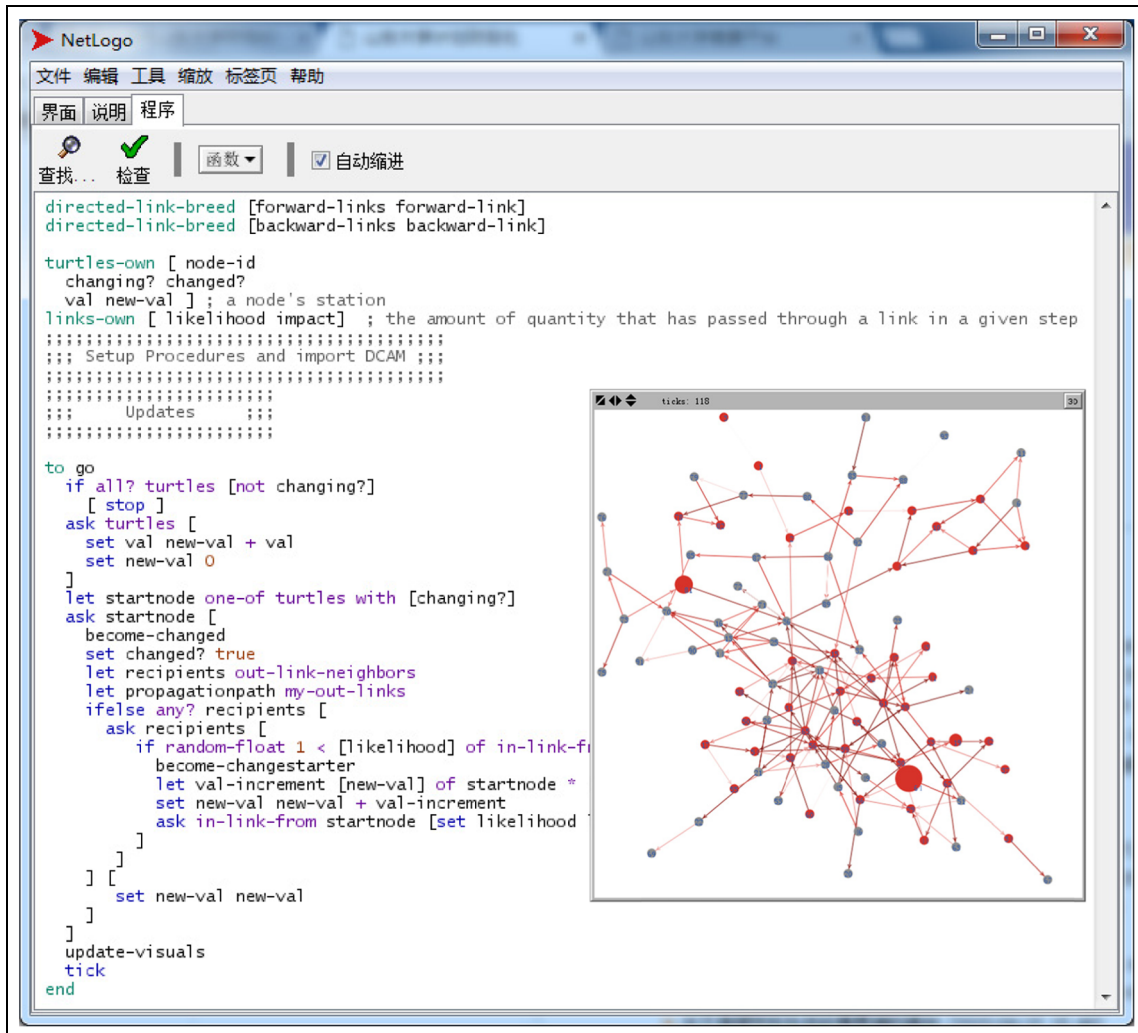 NetLogo
文件 编辑 工具 缩放 标签页 帮助
界面 说明 程序
查找... 检查 函数 自动缩进
directed-link-breed [forward-links forward-link]
directed-link-breed [backward-links backward-link]
turtles-own [ node-id
changing? changed?
val new-val ] ; a node's station
links-own [ likelihood impact] ; the amount of quantity that has passed through a link in a given step
;;;;;;;;;;;;;;;;;;;;;;;;;;;;;;;;;;;;;;;;
;;; Setup Procedures and import DCAM ;;;
;;;;;;;;;;;;;;;;;;;;;;;;;;;;;;;;;;;;;;;;
;;;;;;;;;;;;;;;;;;;;;;;
;;; Updates ;;;
;;;;;;;;;;;;;;;;;;;;;;;
to go
if all? turtles [not changing?]
[ stop ]
ask turtles [
set val new-val + val
set new-val 0
]
let startnode one-of turtles with [changing?]
ask startnode [
become-changed
set changed? true
let recipients out-link-neighbors
let propagationpath my-out-links
ifelse any? recipients [
ask recipients [
if random-float 1 < [likelihood] of in-link-fr
become-changestarter
let val-increment [new-val] of startnode *
set new-val new-val + val-increment
ask in-link-from startnode [set likelihood
]
]
] [
set new-val new-val
]
]
update-visuals
tick
end
ticks: 118
3D